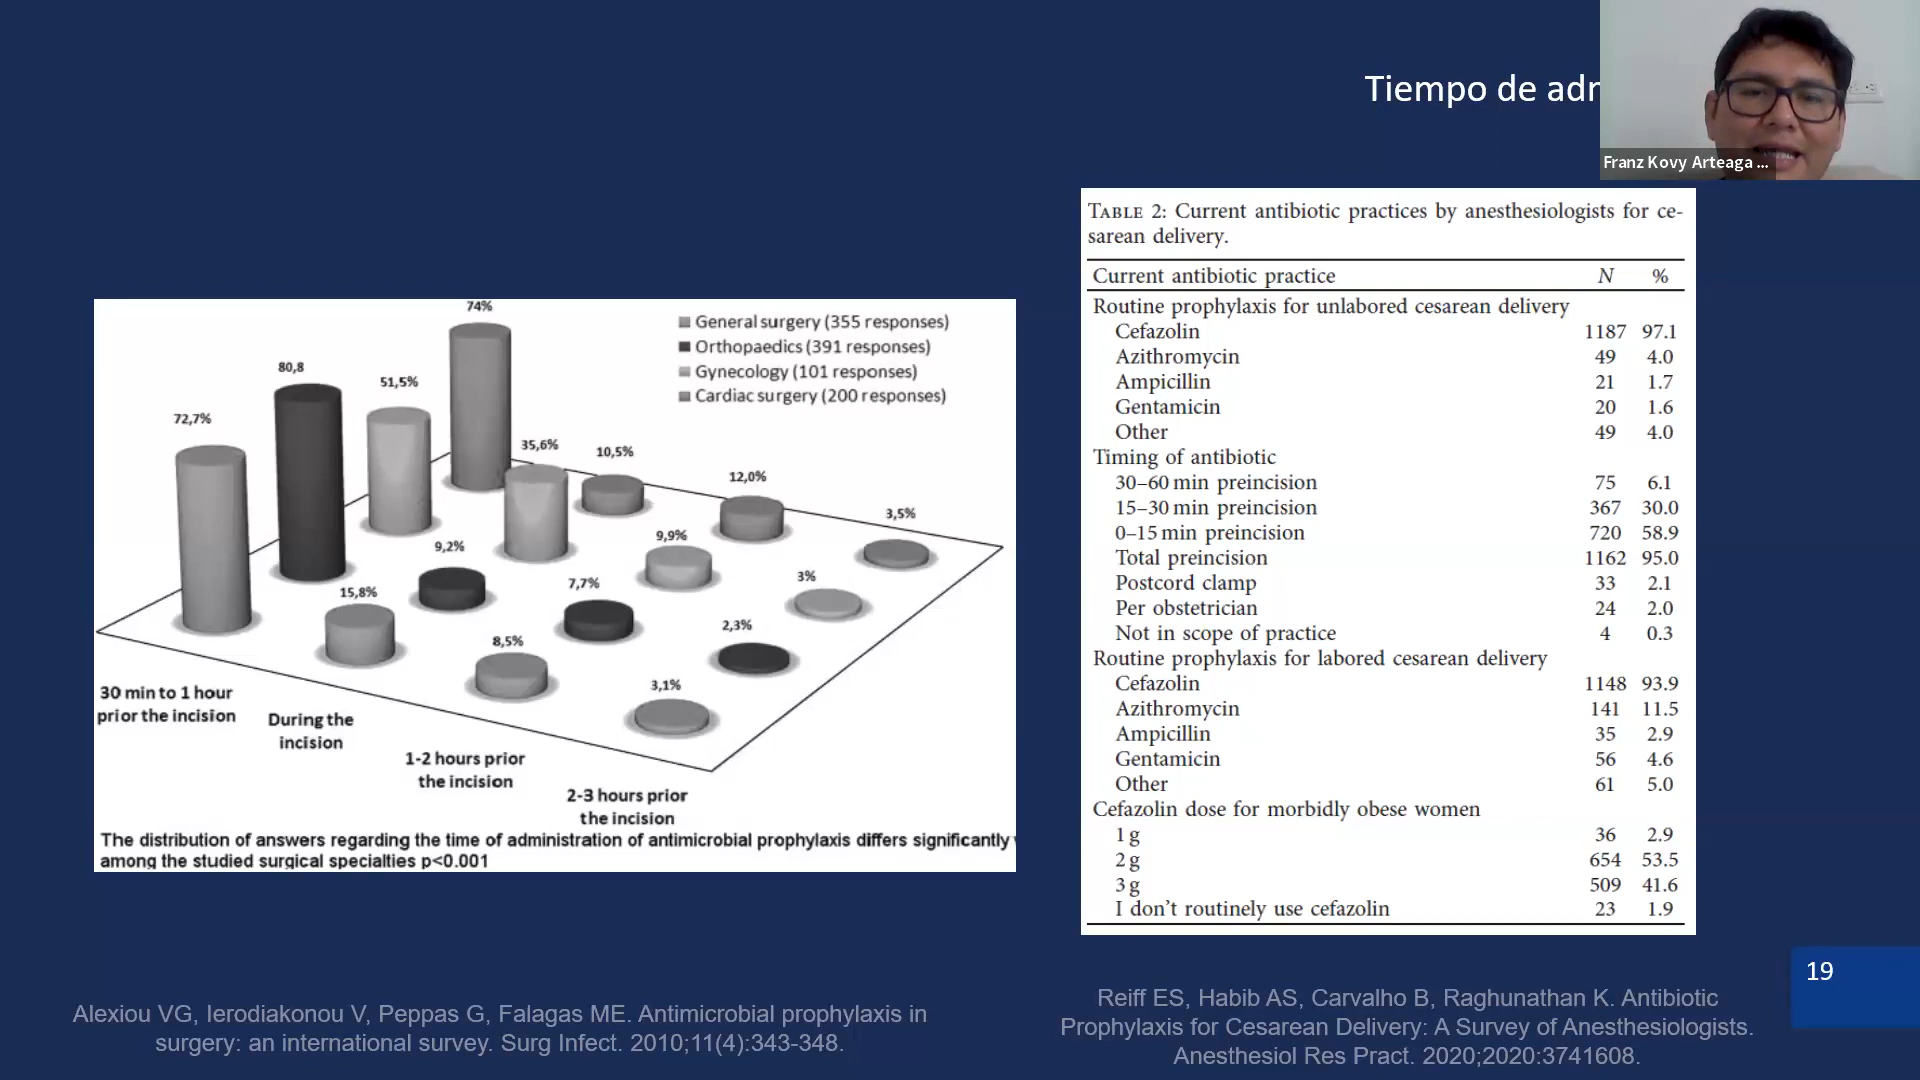 Tiempo de adm
Franz Kovy Arteaga ...
74%
General surgery (355 responses)
Orthopaedics (391 responses)
Gynecology (101 responses)
Cardiac surgery (200 responses)
80,8
51,5%
72,7%
35,6%
10,5%
12,0%
3,5%
9,2%
9,9%
15,8%
7,7%
3%
8,5%
2,3%
3,1%
30 min to 1 hour
prior the incision
During the
incision
1-2 hours prior
the incision
2-3 hours prior
the incision
The distribution of answers regarding the time of administration of antimicrobial prophylaxis differs significantly
among the studied surgical specialties p<0.001
TABLE 2: Current antibiotic practices by anesthesiologists for ce-
sarean delivery.
Current antibiotic practice N %
Routine prophylaxis for unlabored cesarean delivery
Cefazolin 1187 97.1
Azithromycin 49 4.0
Ampicillin 21 1.7
Gentamicin 20 1.6
Other 49 4.0
Timing of antibiotic
30–60 min preincision 75 6.1
15–30 min preincision 367 30.0
0–15 min preincision 720 58.9
Total preincision 1162 95.0
Postcord clamp 33 2.1
Per obstetrician 24 2.0
Not in scope of practice 4 0.3
Routine prophylaxis for labored cesarean delivery
Cefazolin 1148 93.9
Azithromycin 141 11.5
Ampicillin 35 2.9
Gentamicin 56 4.6
Other 61 5.0
Cefazolin dose for morbidly obese women
1 g 36 2.9
2 g 654 53.5
3 g 509 41.6
I don't routinely use cefazolin 23 1.9
19
Alexiou VG, Ierodiakonou V, Peppas G, Falagas ME. Antimicrobial prophylaxis in
surgery: an international survey. Surg Infect. 2010;11(4):343-348.
Reiff ES, Habib AS, Carvalho B, Raghunathan K. Antibiotic
Prophylaxis for Cesarean Delivery: A Survey of Anesthesiologists.
Anesthesiol Res Pract. 2020;2020:3741608.